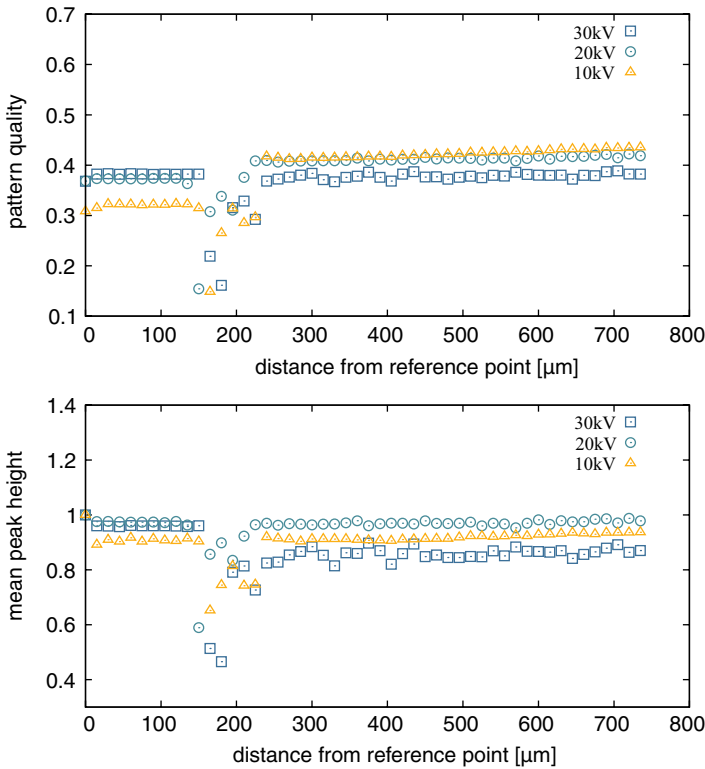 0.7
0.6
0.5
0.4
0.3
0.2
0.1
pattern quality
30kV
20kV
10kV
0 100 200 300 400 500 600 700 800
distance from reference point [µm]
1.4
1.2
1
0.8
0.6
0.4
mean peak height
30kV
20kV
10kV
0 100 200 300 400 500 600 700 800
distance from reference point [µm]